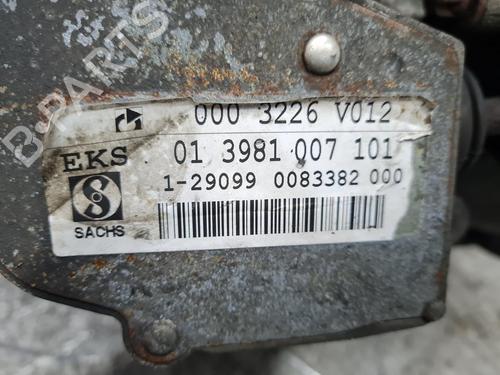 B-PARTS
000 3226 V012
EKS 01 3981 007 101
1-29099 0083382 000
SACHS